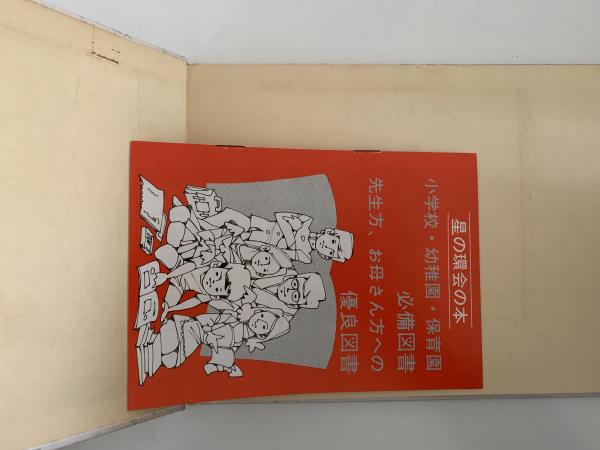 星の環会の本
小学校・幼稚園・保育園
必備図書
先生方、お母さん方への
優良図書